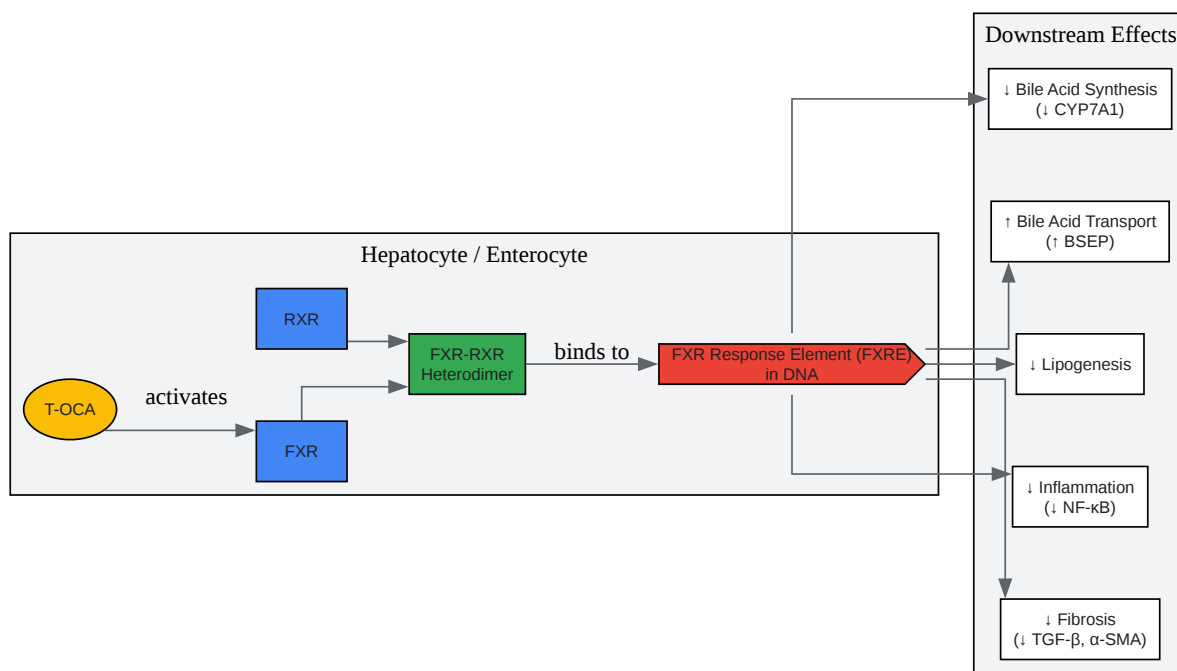 Downstream Effects
↓ Bile Acid Synthesis
(↓ CYP7A1)
↑ Bile Acid Transport
(↑ BSEP)
Hepatocyte / Enterocyte
RXR
FXR-RXR
Heterodimer
binds to
FXR Response Element (FXRE)
in DNA
↓ Lipogenesis
T-OCA
activates
FXR
↓ Inflammation
(↓ NF-κB)
↓ Fibrosis
(↓ TGF-β, α-SMA)